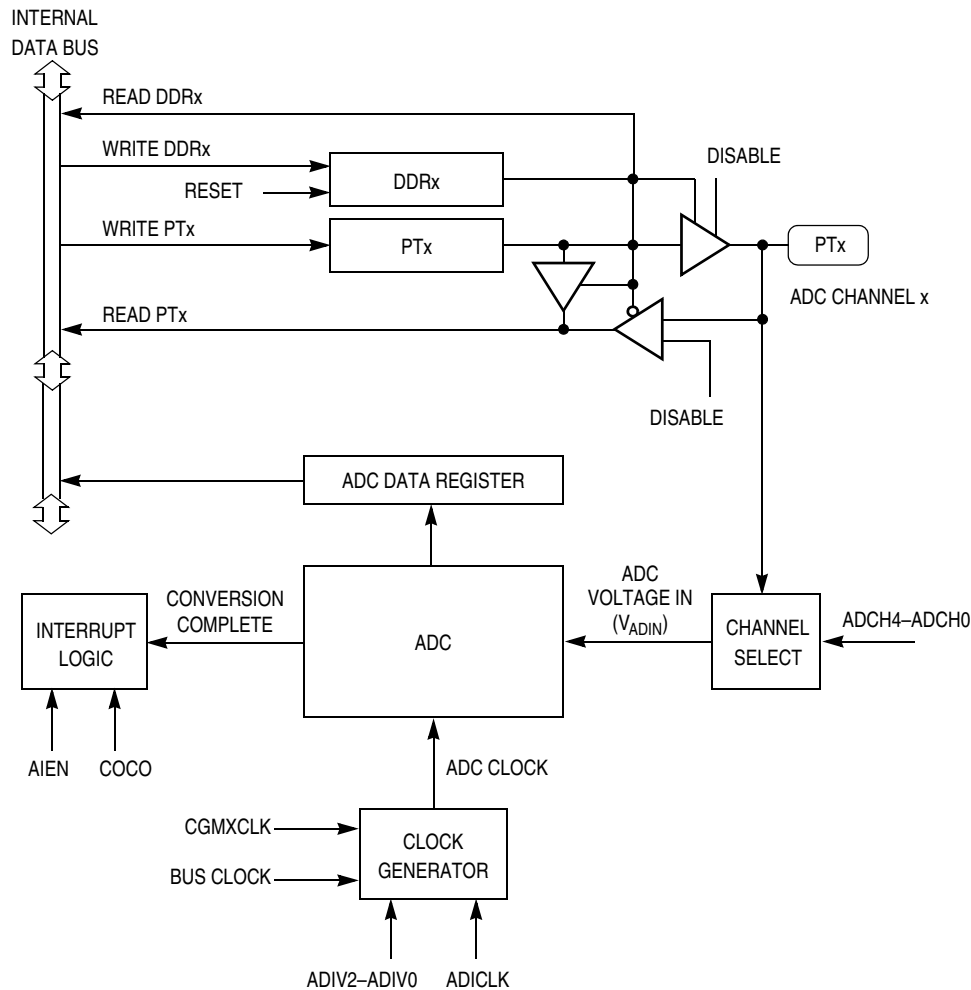 INTERNAL
DATA BUS
READ DDRx
WRITE DDRx
DISABLE
RESET
DDRx
WRITE PTx
PTx
PTx
ADC CHANNEL x
READ PTx
DISABLE
ADC DATA REGISTER
INTERRUPT
LOGIC
CONVERSION
COMPLETE
ADC
ADC
VOLTAGE IN
(VADIN)
CHANNEL
SELECT
ADCH4–ADCH0
AIEN
COCO
ADC CLOCK
CGMXCLK
BUS CLOCK
CLOCK
GENERATOR
ADIV2–ADIV0
ADICLK